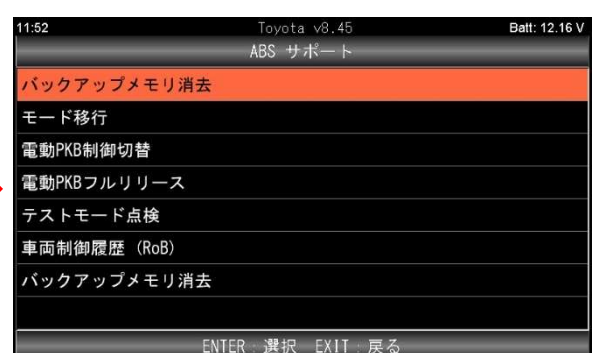 11:52 Toyota v8.45 Batt: 12.16 V
ABS サポート
バックアップメモリ消去
モード移行
電動PKB制御切替
電動PKBフルリリース
テストモード点検
車両制御履歴 (RoB)
バックアップメモリ消去
ENTER:選択 EXIT:戻る